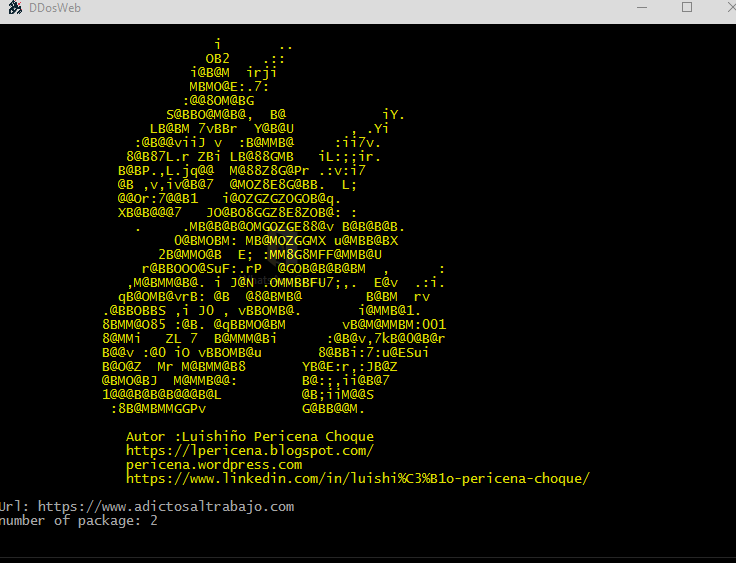 DDosWeb
i       ..
OB2    .::
i@B@M  irji
MBMO@E:.7:
:@@8OM@BG
S@BBO@M@B@,  B@            iY.
LB@BM 7vBBr  Y@B@U       , .Yi
:@B@@viiJ v  :B@MMB@     :ii7v.
8@B87L.r ZBi LB@88GMB   iL:;;ir.
B@BP.,L.jq@@  M@88Z8G@Pr .:v:i7
@B ,v,iv@B@7  @MOZ8E8G@BB.  L;
@@Or:7@@B1   i@OZGZGZOGOB@q.
XB@B@@@7   JO@BO8GGZ8E8ZOB@: :
.     .MB@B@B@OMGOZGE88@v B@B@B@B.
O@BMOBM: MB@MOZGGMX u@MBB@BX
2B@MMO@B  E; :MM8G8MFF@MMB@U
r@BBOOO@SuF:.rP  @GOB@B@B@BM  ,      :
,M@BMM@B@. i J@N .OMMBBFU7;,.  E@v  .:i.
qB@OMB@vrB: @B  @8@BMB@        B@BM  rv
.@BBOBBS ,i JO , vBBOMB@.       i@MMB@1.
8BMM@O85 :@B. @qBBMO@BM       vB@M@MMBM:OO1
8@MMi   ZL 7  B@MMM@Bi      :@B@v,7kB@O@B@r
B@@v :@O iO vBBOMB@u       8@BBi:7:u@ESui
B@O@Z  Mr M@BMM@B8       YB@E:r,:JB@Z
@BMO@BJ  M@MMB@@:        B@:;,ii@B@7
1@@@B@B@B@@@B@L          @B;iiM@@S
:8B@MBMMGGPv            G@BB@@M.
Autor :Luishiño Pericena Choque
https://lpericena.blogspot.com/
pericena.wordpress.com
https://www.linkedin.com/in/luishi%C3%B1o-pericena-choque/
Url: https://www.adictosaltrabajo.com
number of package: 2